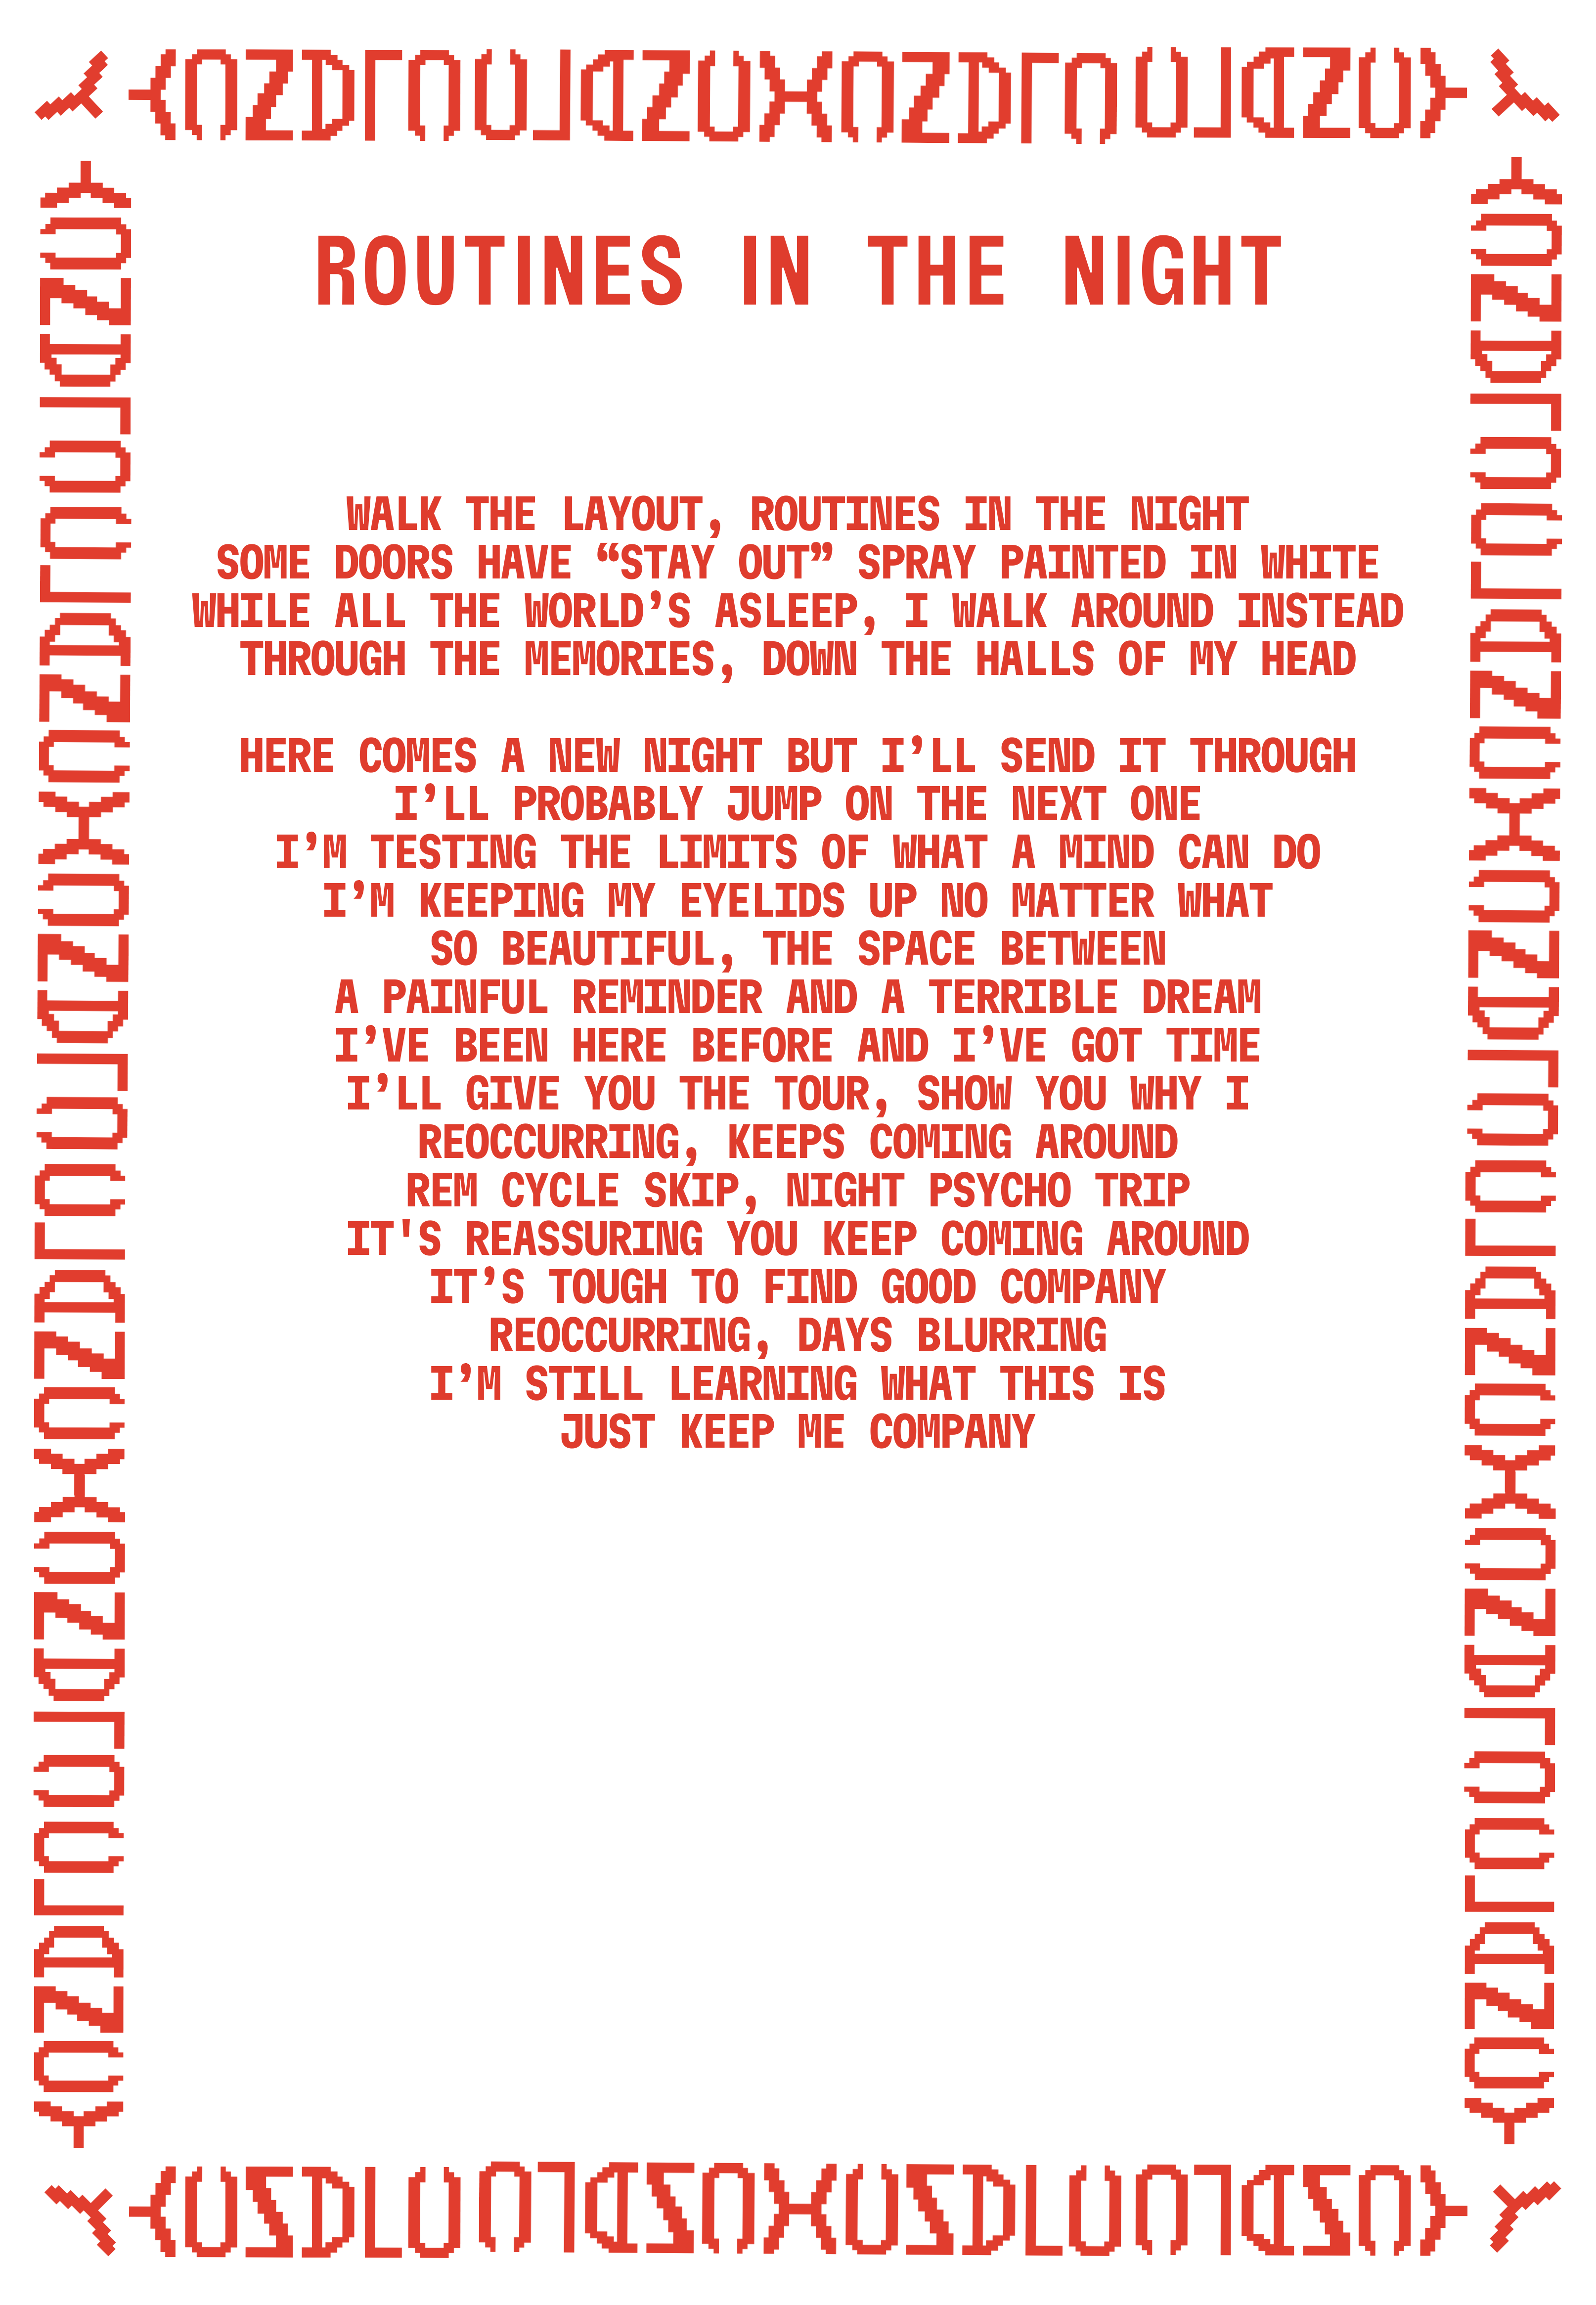 ROUTINES IN THE NIGHT
WALK THE LAYOUT, ROUTINES IN THE NIGHT
SOME DOORS HAVE “STAY OUT” SPRAY PAINTED IN WHITE
WHILE ALL THE WORLD’S ASLEEP, I WALK AROUND INSTEAD
THROUGH THE MEMORIES, DOWN THE HALLS OF MY HEAD
HERE COMES A NEW NIGHT BUT I’LL SEND IT THROUGH
I’LL PROBABLY JUMP ON THE NEXT ONE
I’M TESTING THE LIMITS OF WHAT A MIND CAN DO
I’M KEEPING MY EYELIDS UP NO MATTER WHAT
SO BEAUTIFUL, THE SPACE BETWEEN
A PAINFUL REMINDER AND A TERRIBLE DREAM
I’VE BEEN HERE BEFORE AND I’VE GOT TIME
I’LL GIVE YOU THE TOUR, SHOW YOU WHY I
REOCCURRING, KEEPS COMING AROUND
REM CYCLE SKIP, NIGHT PSYCHO TRIP
IT'S REASSURING YOU KEEP COMING AROUND
IT’S TOUGH TO FIND GOOD COMPANY
REOCCURRING, DAYS BLURRING
I’M STILL LEARNING WHAT THIS IS
JUST KEEP ME COMPANY